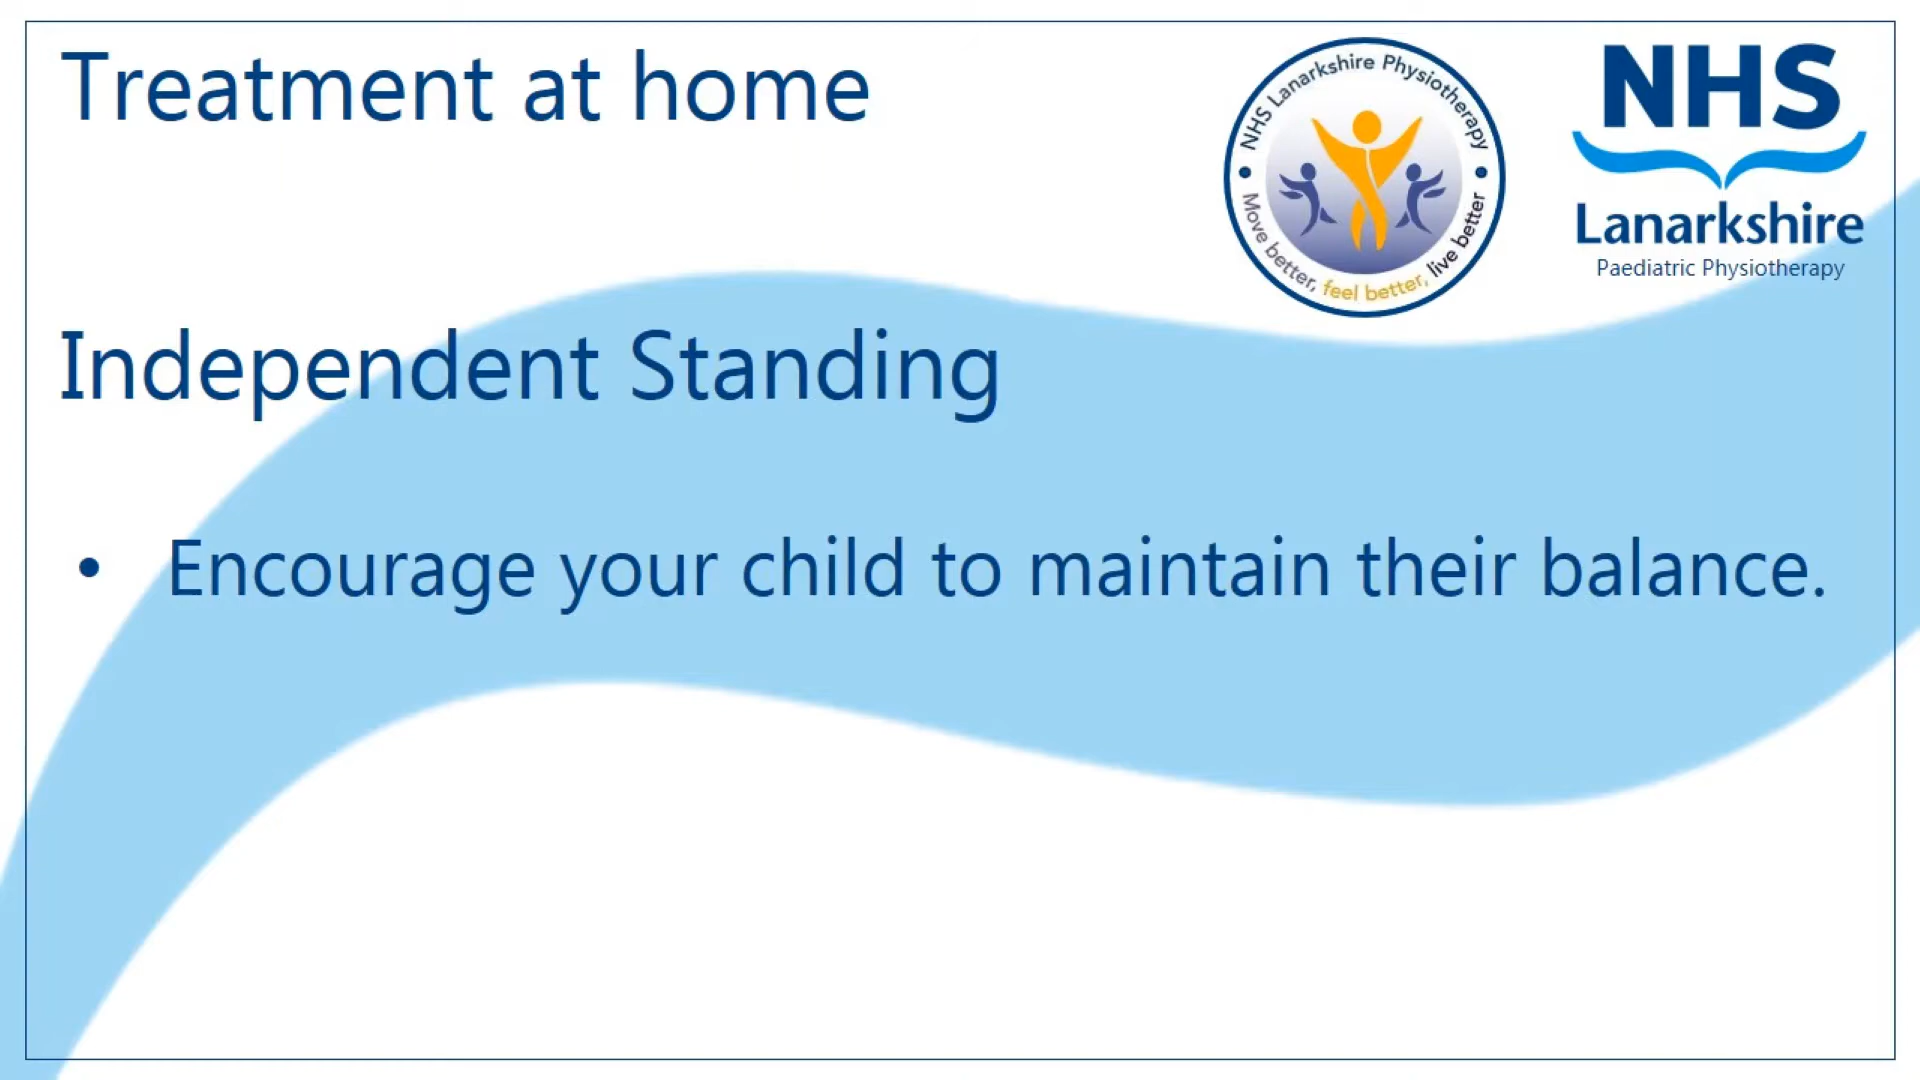 Treatment at home
NHS Lanarkshire Physiotherapy
Move better, feel better, live better
NHS
Lanarkshire
Paediatric Physiotherapy
Independent Standing
• Encourage your child to maintain their balance.